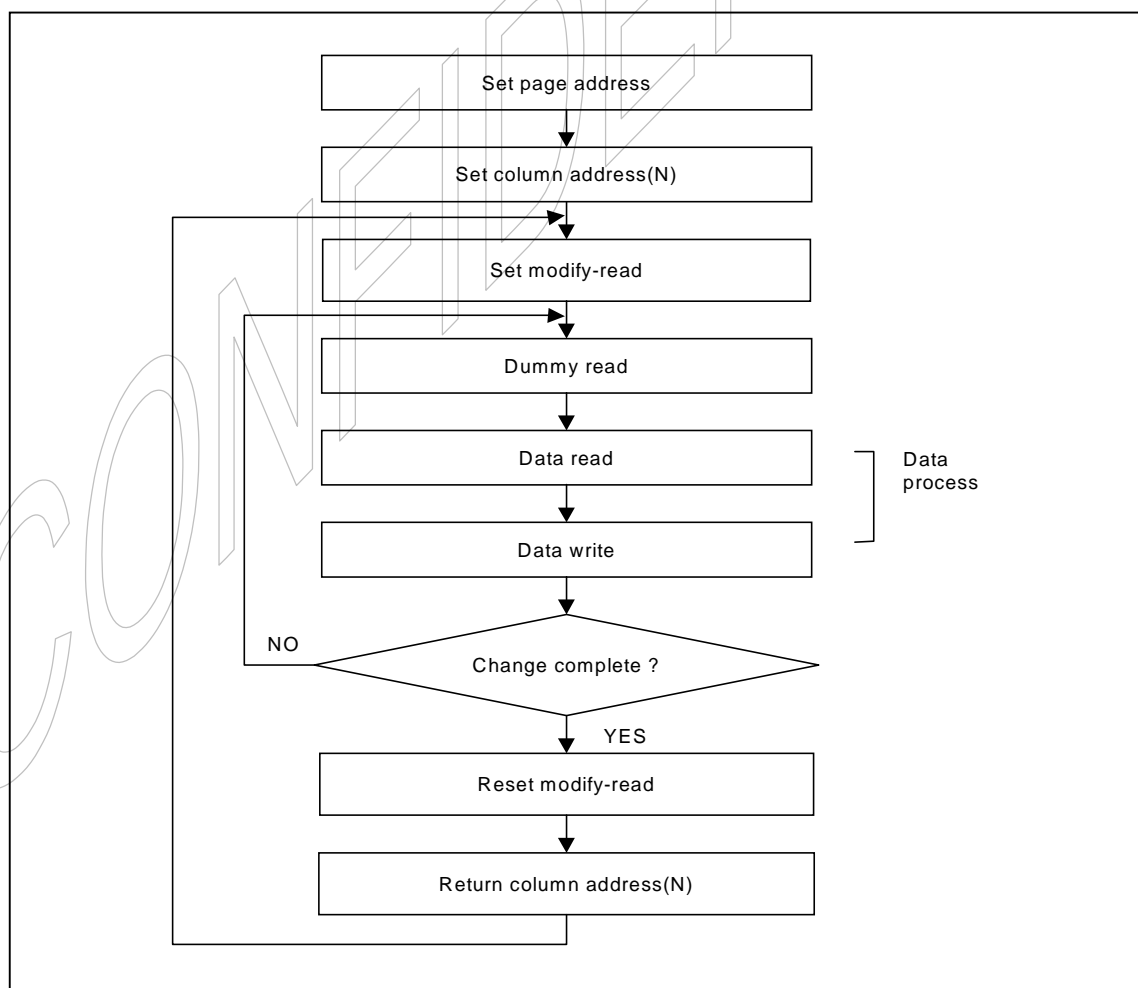 Set page address
Set column address(N)
Set modify-read
Dummy read
Data read
Data
process
Data write
NO
Change complete ?
YES
Reset modify-read
Return column address(N)
CONFIDE